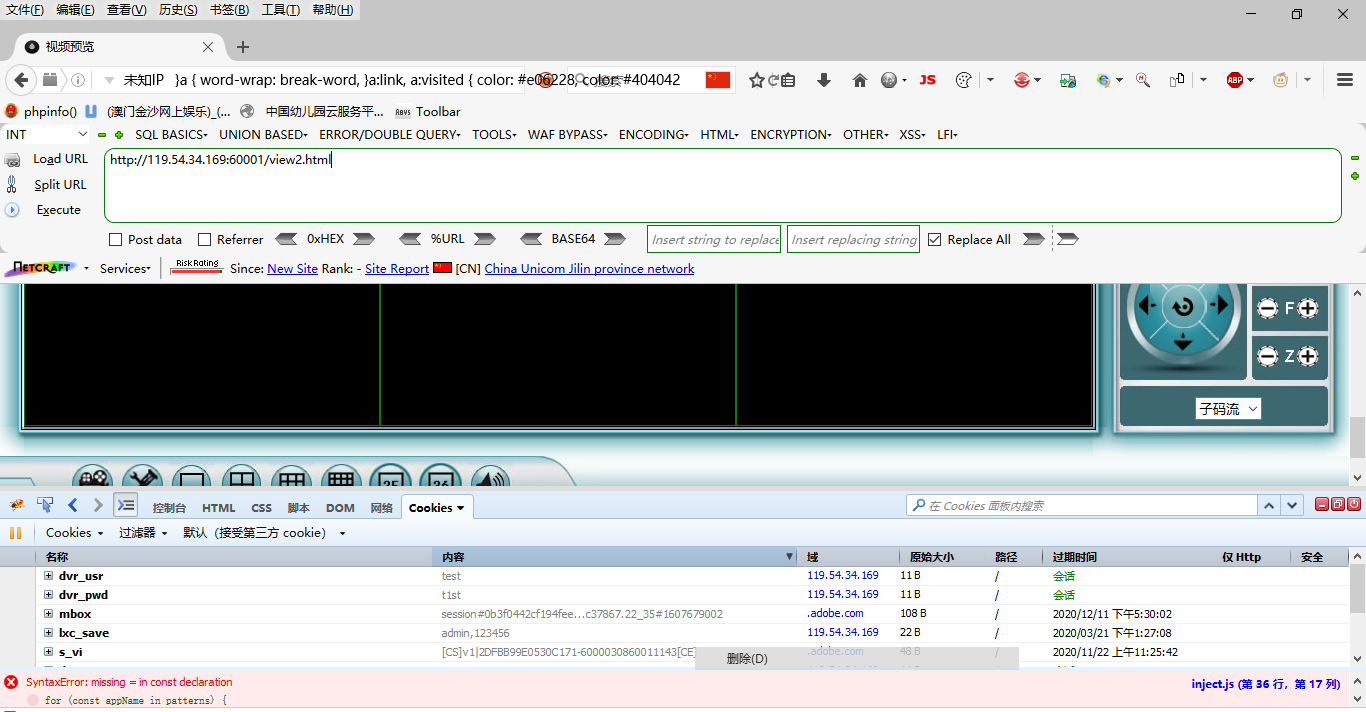 文件(F) 编辑(E) 查看(V) 历史(S) 书签(B) 工具(T) 帮助(H)
视频预览
未知IP }a { word-wrap: break-word, }a:link, a:visited { color: #e06228, color: #404042
JS ABP
phpinfo() (澳门金沙网上娱乐)_(... 中国幼儿园云服务平... Toolbar
INT SQL BASICS UNION BASED ERROR/DOUBLE QUERY TOOLS WAF BYPASS ENCODING HTML ENCRYPTION OTHER XSS LFI
Load URL http://119.54.34.169:60001/view2.html
Split URL
Execute
Post data Referrer 0xHEX %URL BASE64 Insert string to replace Insert replacing string Replace All
NETCRAFT Services Risk Rating Since: New Site Rank: - Site Report [CN] China Unicom Jilin province network
F
Z
子码流
25 36
控制台 HTML CSS 脚本 DOM 网络 Cookies 在 Cookies 面板内搜索
Cookies 过滤器 默认（接受第三方 cookie）
名称 内容 域 原始大小 路径 过期时间 仅 Http 安全
dvr_usr test 119.54.34.169 11 B / 会话
dvr_pwd t1st 119.54.34.169 11 B / 会话
mbox session#0b3f0442cf194fee...c37867.22_35#1607679002 .adobe.com 108 B / 2020/12/11 下午5:30:02
lxc_save admin,123456 119.54.34.169 22 B / 2020/03/21 下午1:27:08
s_vi [CS]v1|2DFBB99E0530C171-6000030860011143[CE] .adobe.com 48 B / 2020/11/22 上午11:25:42
删除(D)
SyntaxError: missing = in const declaration inject.js (第 36 行，第 17 列)
for (const appName in patterns) {